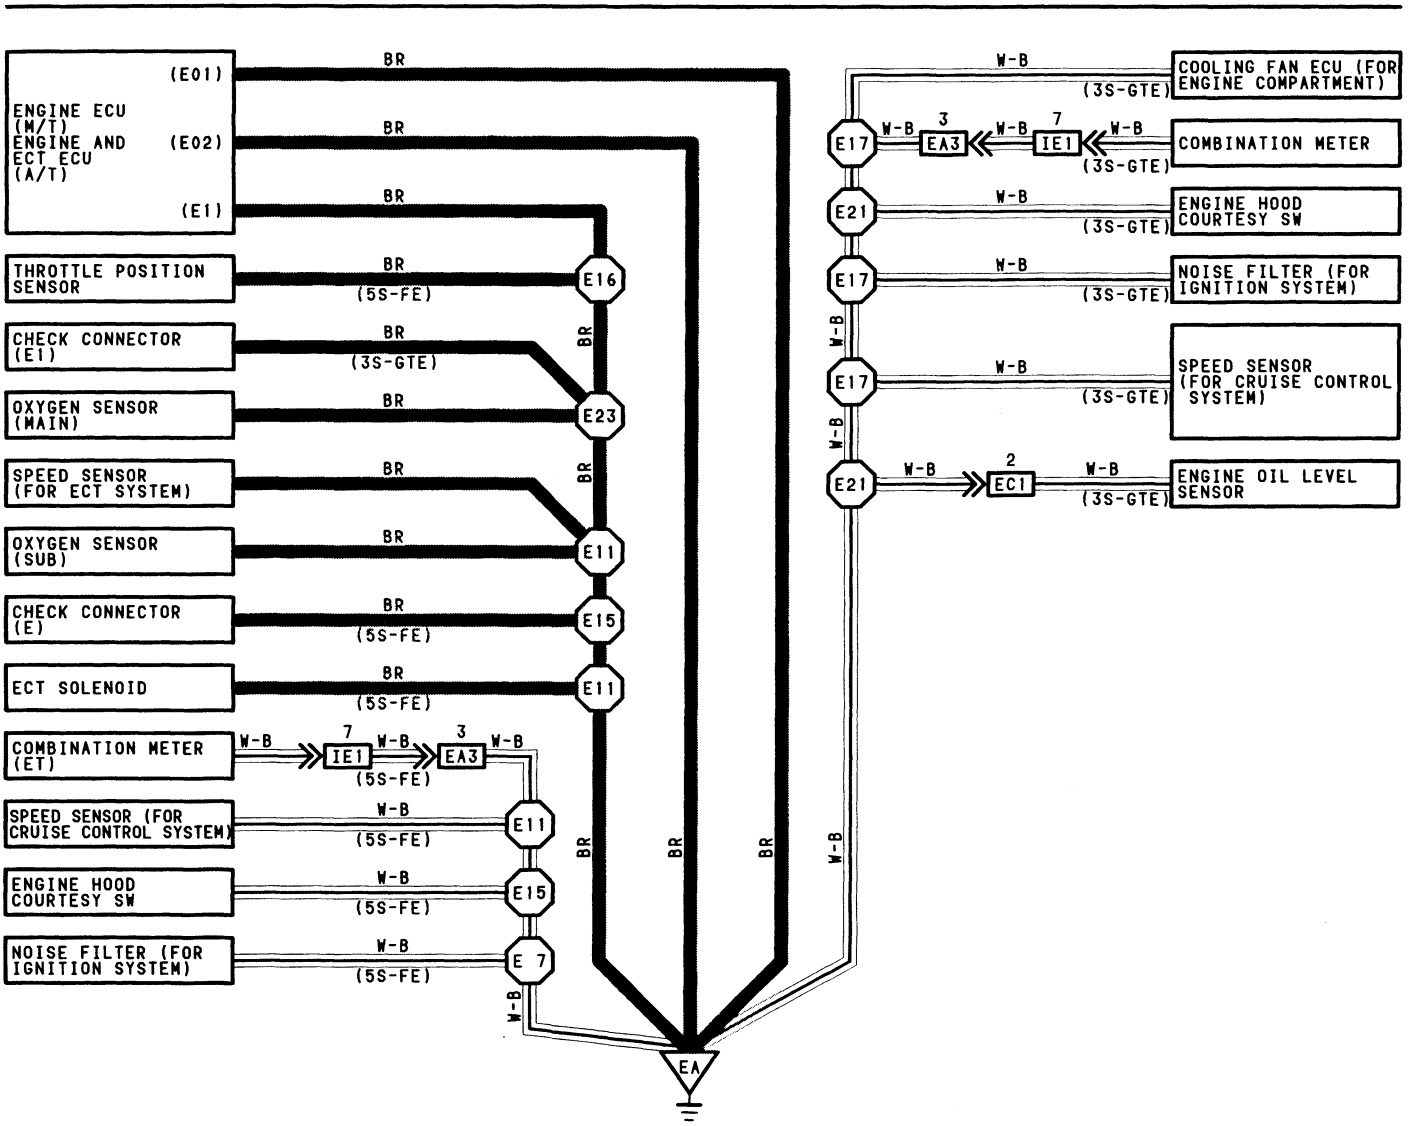 BR
(E01)
ENGINE ECU
(M/T)
ENGINE AND
ECT ECU
(A/T)
BR
(E02)
BR
(E1)
THROTTLE POSITION
SENSOR
BR
(5S-FE)
E16
BR
CHECK CONNECTOR
(E1)
BR
(3S-GTE)
OXYGEN SENSOR
(MAIN)
BR
E23
BR
SPEED SENSOR
(FOR ECT SYSTEM)
BR
OXYGEN SENSOR
(SUB)
BR
E11
CHECK CONNECTOR
(E)
BR
(5S-FE)
E15
ECT SOLENOID
BR
(5S-FE)
E11
COMBINATION METER
(ET)
W-B
7
IE1
W-B
(5S-FE)
3
EA3
W-B
SPEED SENSOR (FOR
CRUISE CONTROL SYSTEM)
W-B
(5S-FE)
E11
ENGINE HOOD
COURTESY SW
W-B
(5S-FE)
E15
NOISE FILTER (FOR
IGNITION SYSTEM)
W-B
(5S-FE)
E 7
W-B
BR
BR
BR
W-B
EA
W-B
(3S-GTE)
COOLING FAN ECU (FOR
ENGINE COMPARTMENT)
E17
W-B
3
EA3
W-B
7
IE1
W-B
(3S-GTE)
COMBINATION METER
E21
W-B
(3S-GTE)
ENGINE HOOD
COURTESY SW
E17
W-B
(3S-GTE)
NOISE FILTER (FOR
IGNITION SYSTEM)
W-B
E17
W-B
(3S-GTE)
SPEED SENSOR
(FOR CRUISE CONTROL
SYSTEM)
W-B
E21
W-B
2
EC1
W-B
(3S-GTE)
ENGINE OIL LEVEL
SENSOR